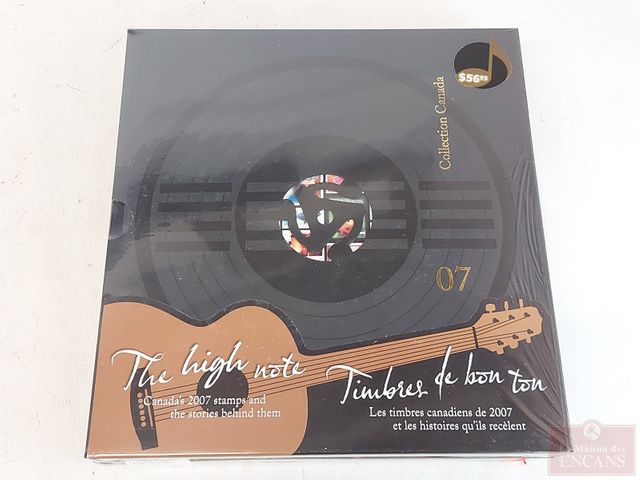 $56.95
Collection Canada
07
The high note
Canada's 2007 stamps and
the stories behind them
Timbres de bon ton
Les timbres canadiens de 2007
et les histoires qu'ils recèlent
La Maison des
ENCANS